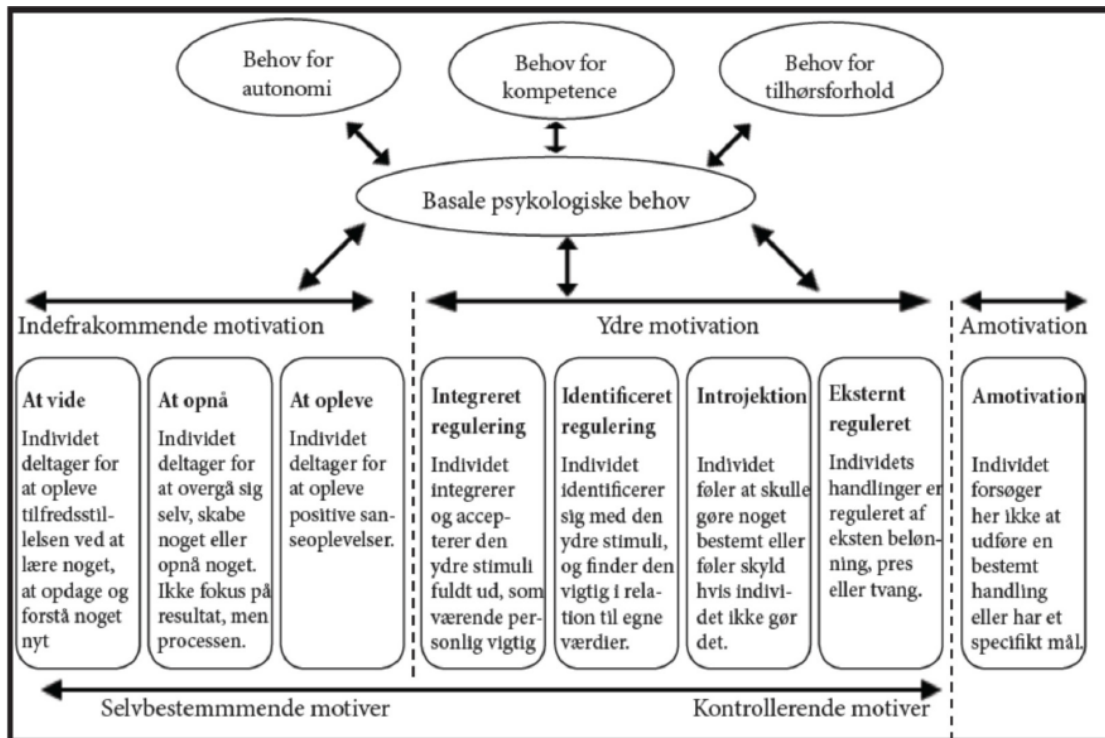 Behov for
autonomi
Behov for
kompetence
Behov for
tilhørsforhold
Basale psykologiske behov
Indefrakommende motivation
Ydre motivation
Amotivation
At vide
Individet
deltager for
at opleve
tilfredsstil-
lelsen ved at
lære noget,
at opdage og
forstå noget
nyt
At opnå
Individet
deltager for
at overgå sig
selv, skabe
noget eller
opnå noget.
Ikke fokus på
resultat, men
processen.
At opleve
Individet
deltager for
at opleve
positive san-
seoplevelser.
Integreret
regulering
Individet
integrerer
og accep-
terer den
ydre stimuli
fuldt ud, som
værende per-
sonlig vigtig
Identificeret
regulering
Individet
identificerer
sig med den
ydre stimuli,
og finder den
vigtig i rela-
tion til egne
værdier.
Introjektion
Individet
føler at skulle
gøre noget
bestemt eller
føler skyld
hvis indivi-
det ikke gør
det.
Eksternt
reguleret
Individets
handlinger er
reguleret af
eksten beløn-
ning, pres
eller tvang.
Amotivation
Individet
forsøger
her ikke at
udføre en
bestemt
handling
eller har et
specifikt mål.
Selvbestemmmende motiver
Kontrollerende motiver